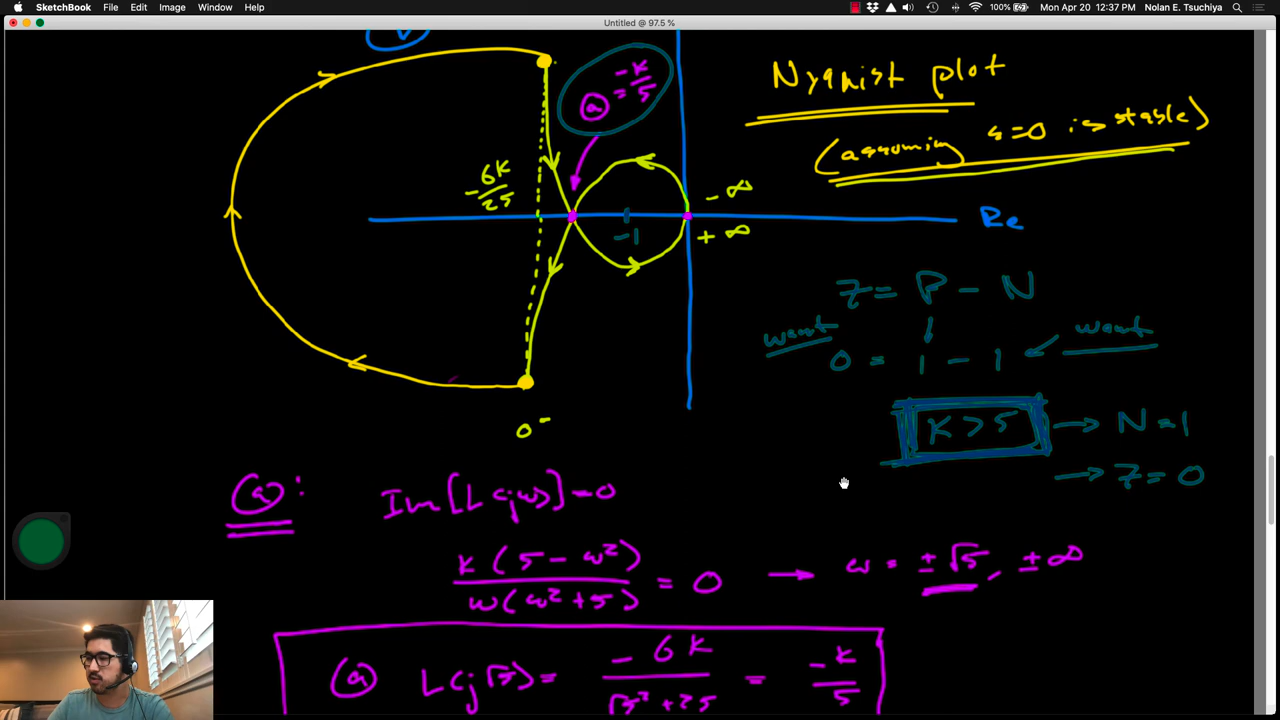 SketchBook File Edit Image Window Help 100% Mon Apr 20 12:37 PM Nolan E. Tsuchiya
Untitled @ 97.5 %
Nyquist plot
(assuming s=0 is stable)
(a) = -K/5
-6K/25
-1
-∞
+∞
Re
0⁻
Z = P - N
want 0 = 1 - 1 want
K > 5 → N = 1
→ Z = 0
(a): Im[L(jω)] = 0
K(5-ω²)/ω(ω²+5) = 0 → ω = ±√5, ±∞
(a) L(j√5) = -6K/√5²+25 = -K/5